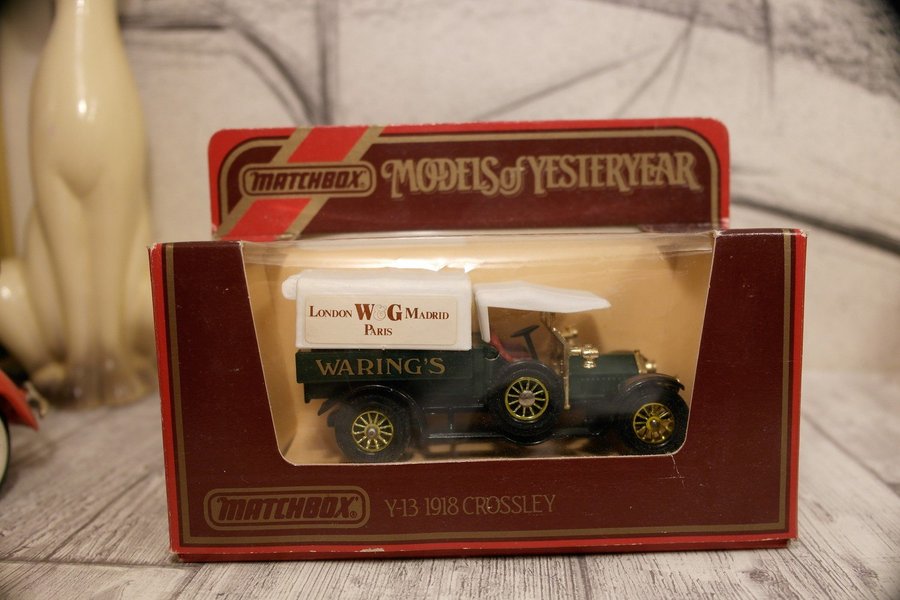 MATCHBOX® MODELS of YESTERYEAR
LONDON W&G MADRID
PARIS
WARING'S
MATCHBOX® Y-13 1918 CROSSLEY